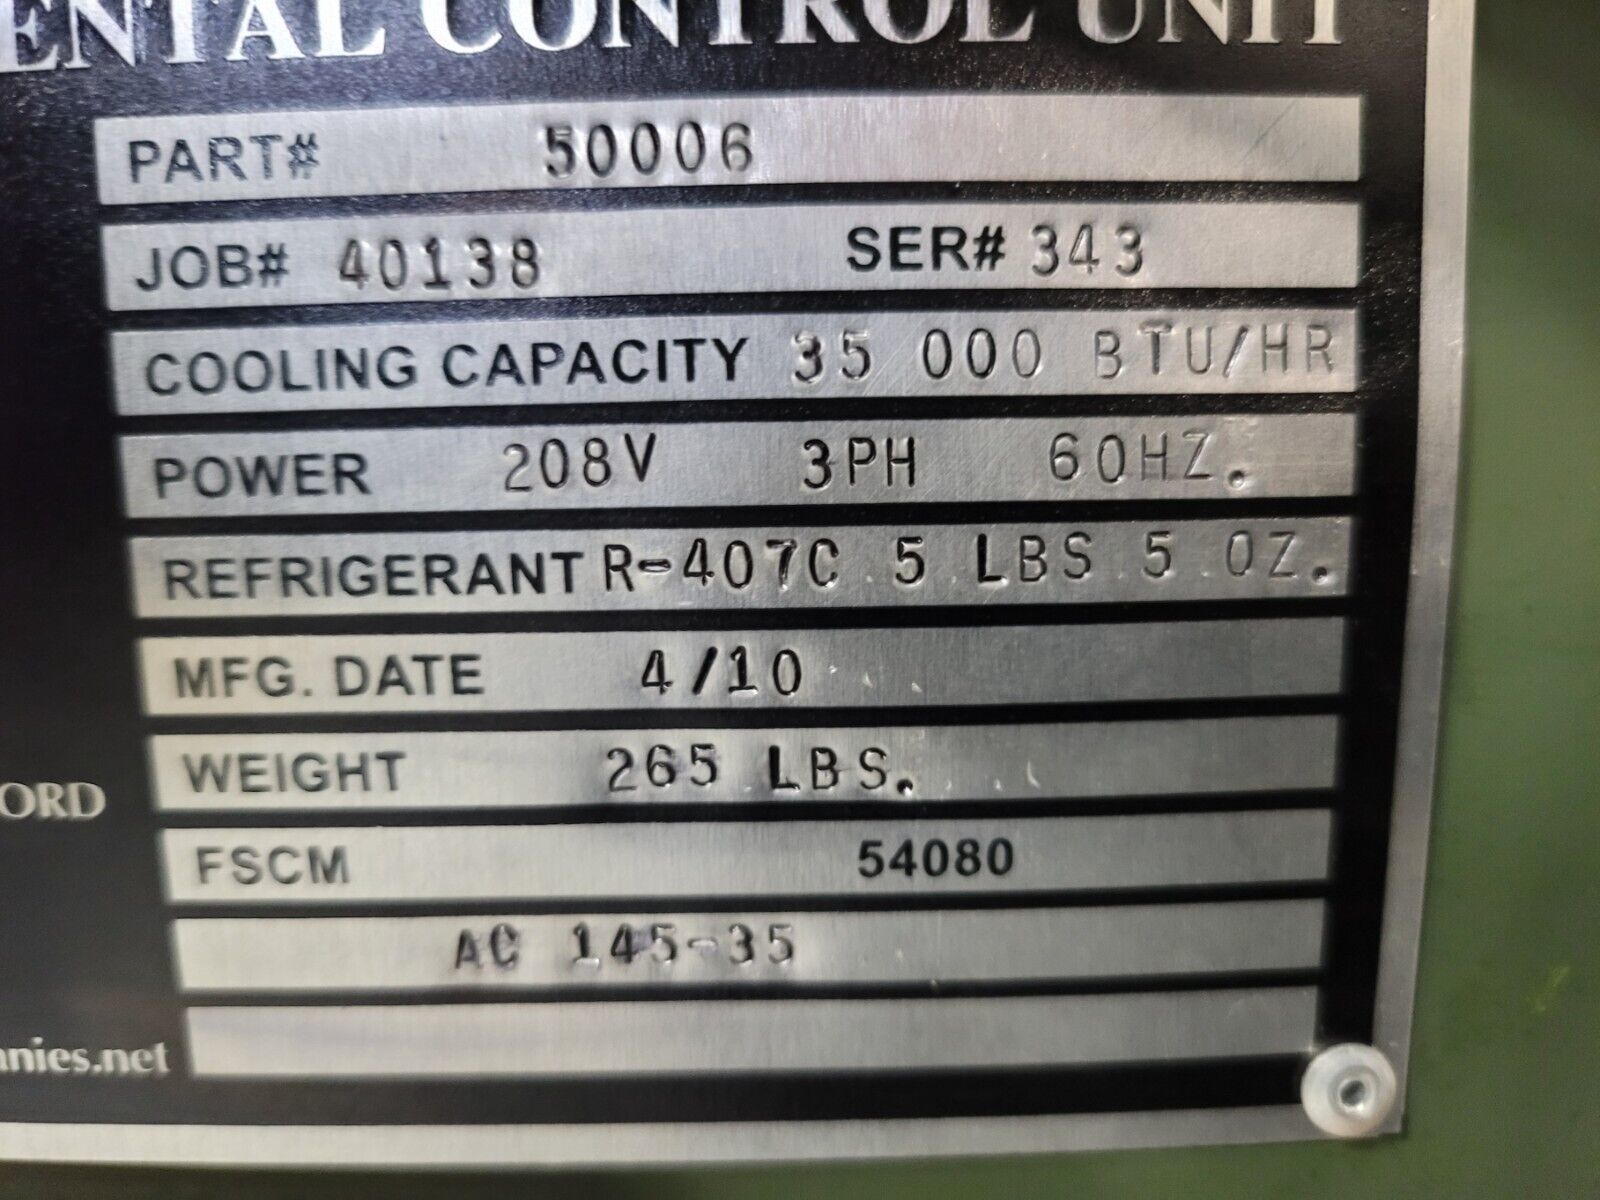 ENTAL CONTROL UNIT
PART# 50006
JOB# 40138 SER# 343
COOLING CAPACITY 35 000 BTU/HR
POWER 208V 3PH 60HZ.
REFRIGERANT R-407C 5 LBS 5 OZ.
MFG. DATE 4/10
WEIGHT 265 LBS.
ORD
FSCM 54080
AC 145-35
nies.net